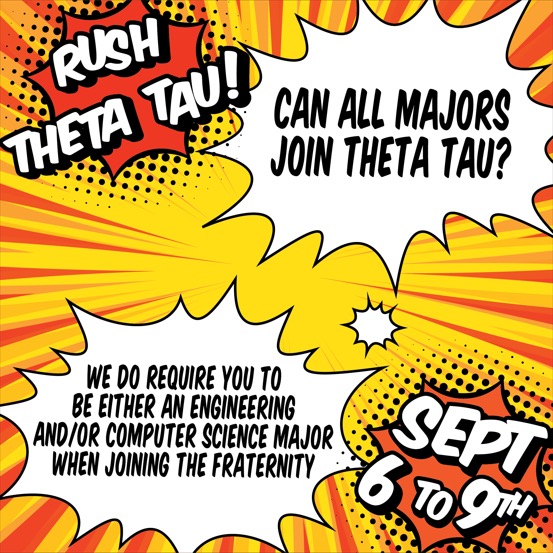 RUSH
THETA TAU!
CAN ALL MAJORS
JOIN THETA TAU?
WE DO REQUIRE YOU TO
BE EITHER AN ENGINEERING
AND/OR COMPUTER SCIENCE MAJOR
WHEN JOINING THE FRATERNITY
SEPT
6 TO 9TH